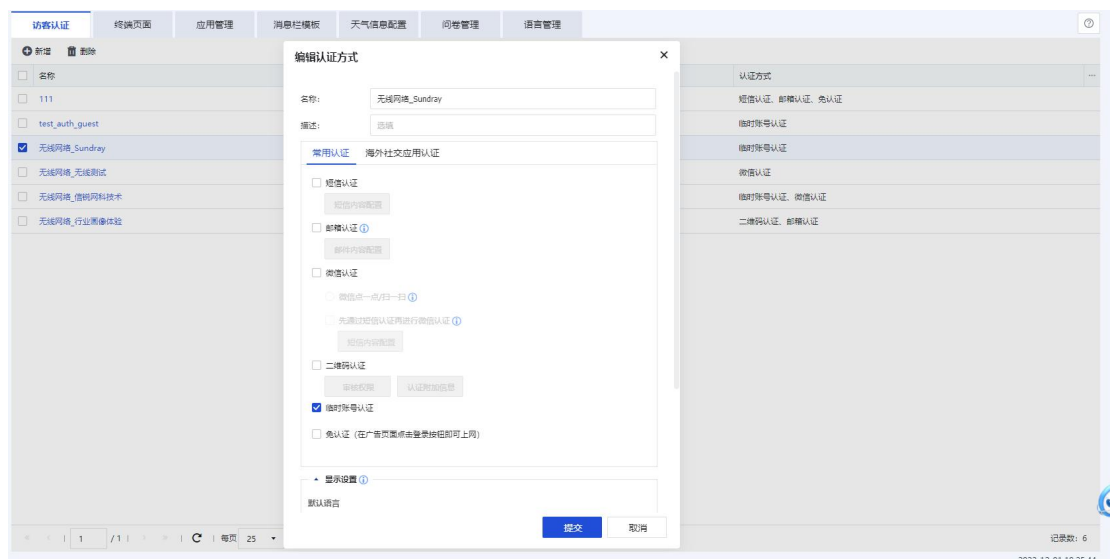 访客认证 终端页面 应用管理 消息栏模板 天气信息配置 问卷管理 语言管理
新增 删除
名称 认证方式
111 短信认证、邮箱认证、免认证
test_auth_guest 临时账号认证
无线网络_Sundray 临时账号认证
无线网络_无线测试 微信认证
无线网络_信锐网科技术 临时账号认证、微信认证
无线网络_行业画像体验 二维码认证、邮箱认证
编辑认证方式
名称: 无线网络_Sundray
描述: 选填
常用认证 海外社交应用认证
短信认证
短信内容配置
邮箱认证
邮件内容配置
微信认证
微信点一点/扫一扫
先通过短信认证再进行微信认证
短信内容配置
二维码认证
审核权限 认证附加信息
临时账号认证
免认证 (在广告页面点击登录按钮即可上网)
显示设置
默认语言
提交 取消
1 / 1 每页 25 记录数: 6